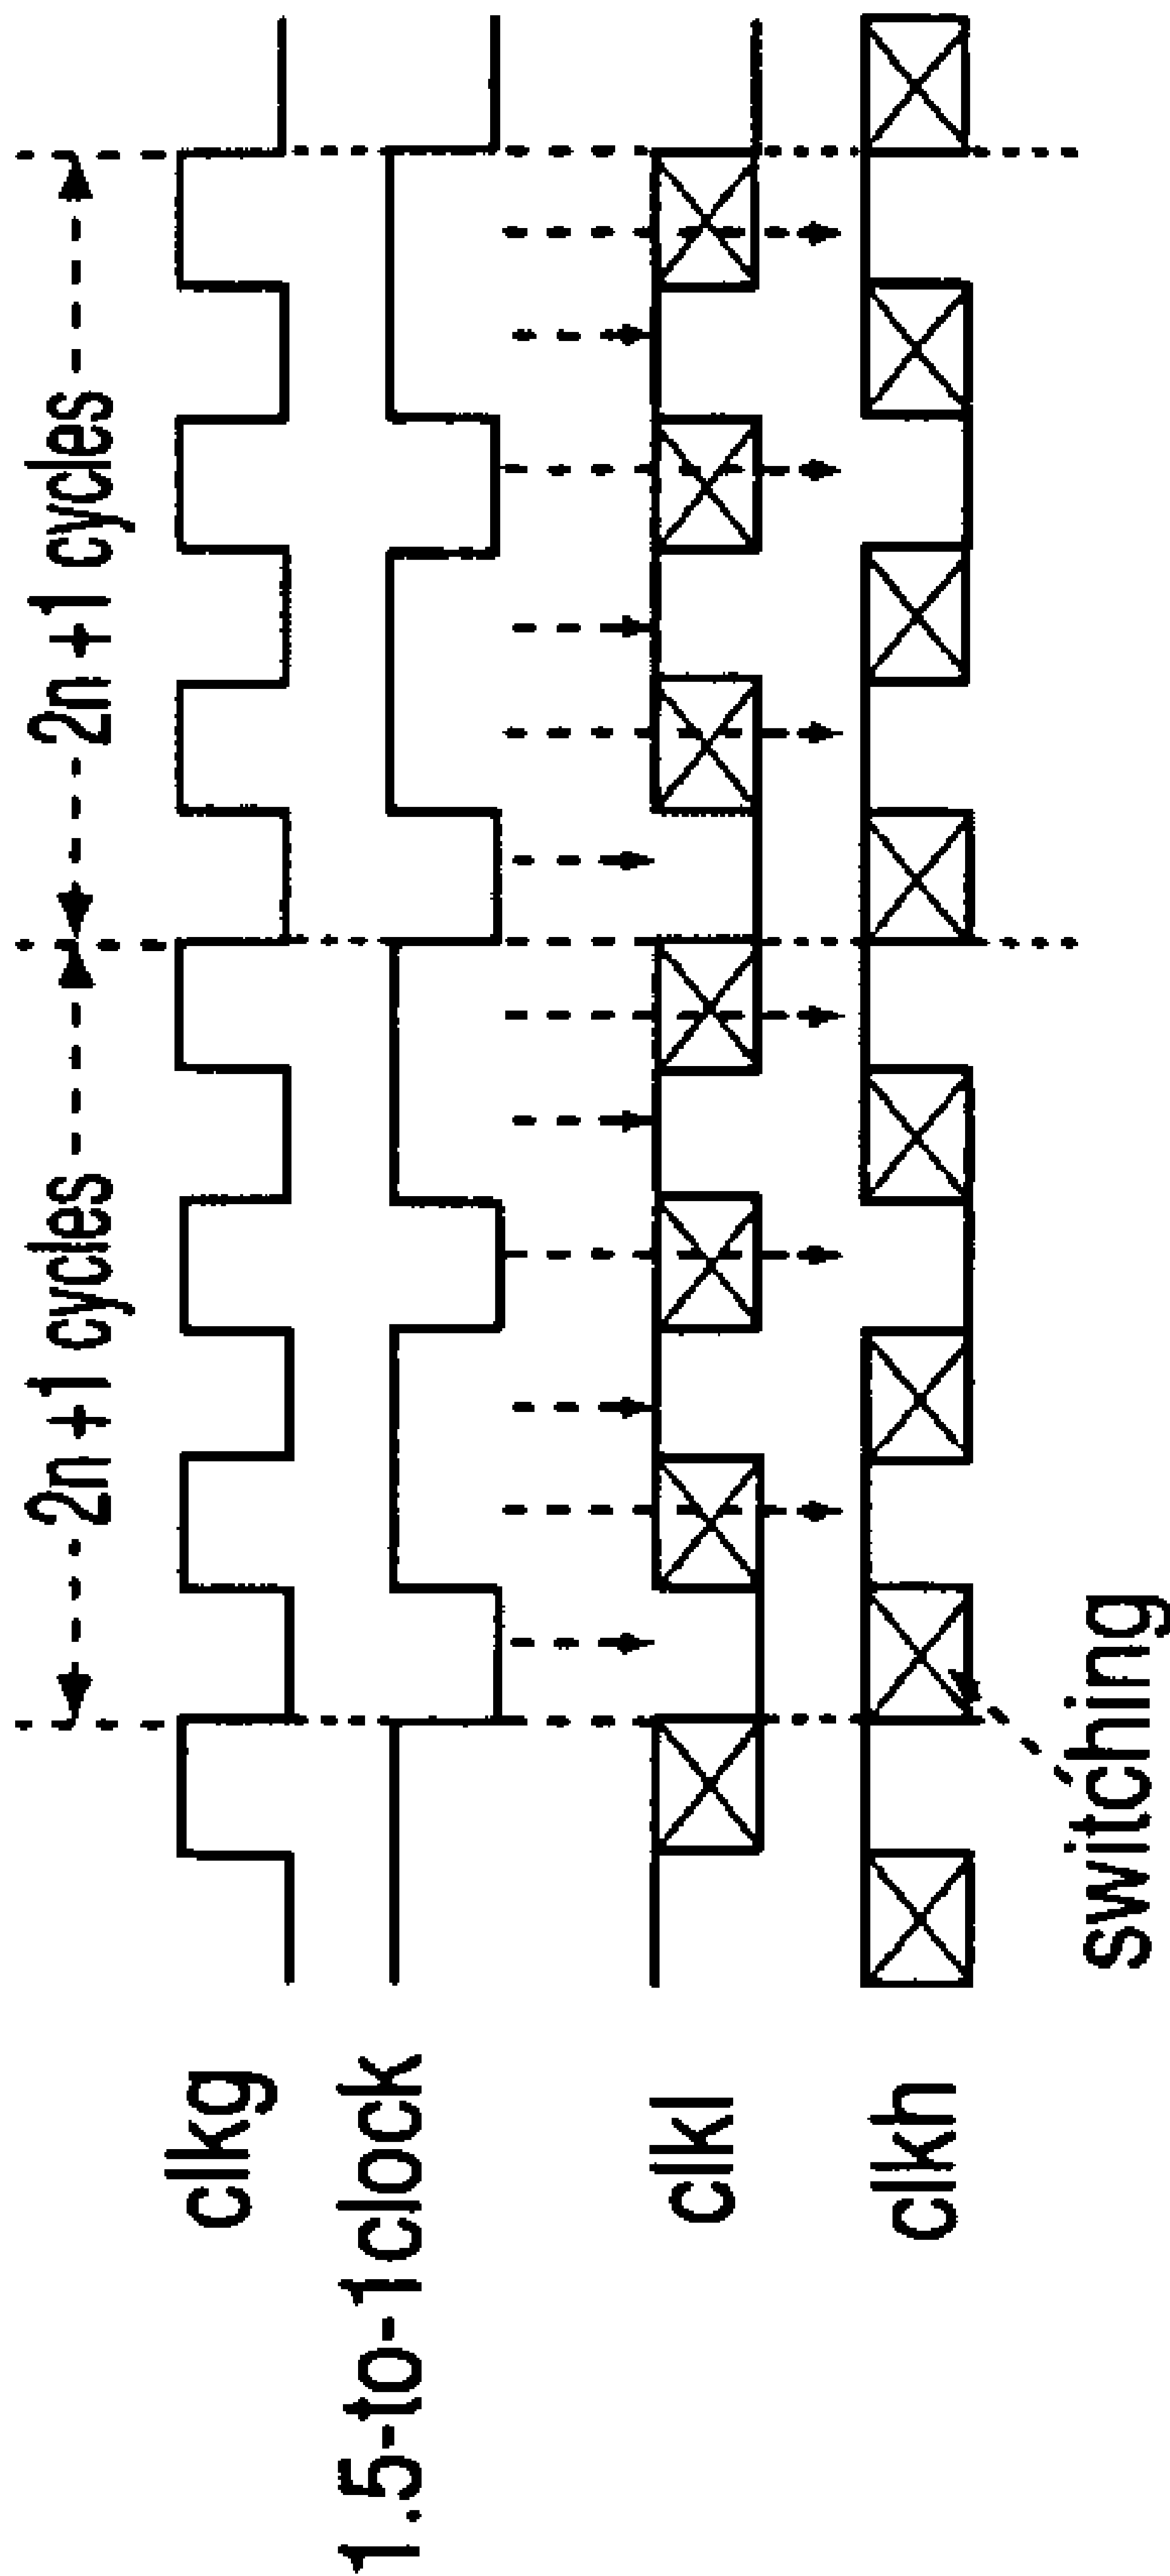 2n +1 cycles 2n +1 cycles
clkg
1.5-to-1clock
clkl
clkh
switching